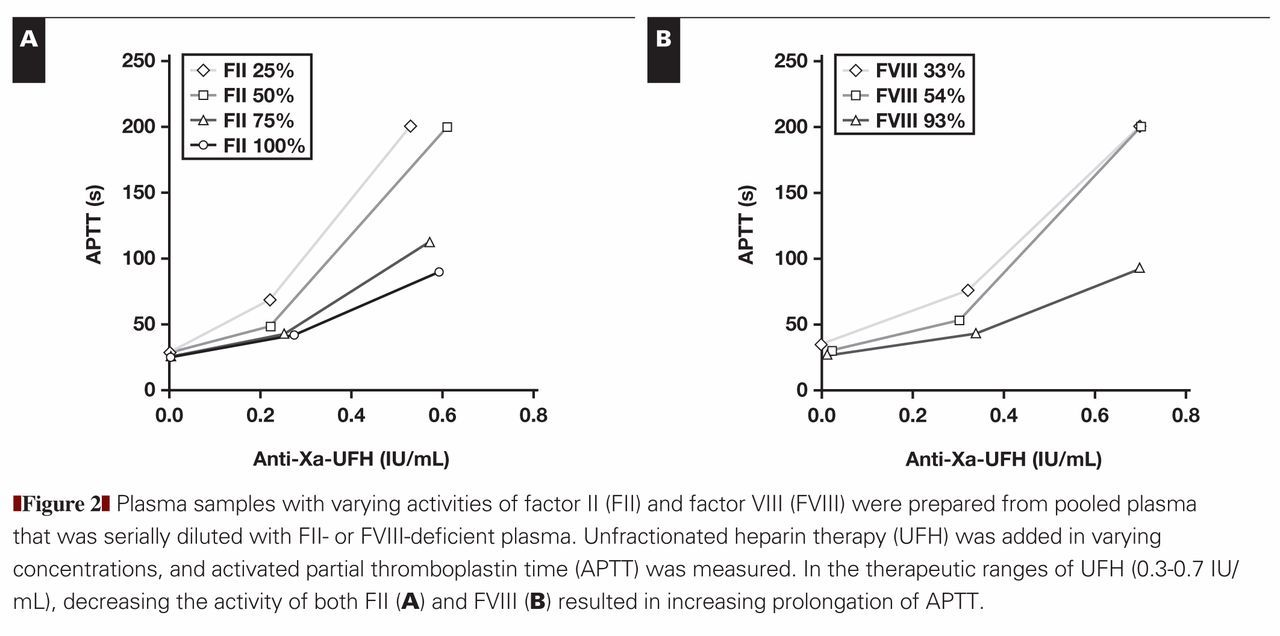 A
250
200
150
100
50
0
APTT (s)
FII 25%
FII 50%
FII 75%
FII 100%
0.0 0.2 0.4 0.6 0.8
Anti-Xa-UFH (IU/mL)
B
250
200
150
100
50
0
APTT (s)
FVIII 33%
FVIII 54%
FVIII 93%
0.0 0.2 0.4 0.6 0.8
Anti-Xa-UFH (IU/mL)
Figure 2 Plasma samples with varying activities of factor II (FII) and factor VIII (FVIII) were prepared from pooled plasma
that was serially diluted with FII- or FVIII-deficient plasma. Unfractionated heparin therapy (UFH) was added in varying
concentrations, and activated partial thromboplastin time (APTT) was measured. In the therapeutic ranges of UFH (0.3-0.7 IU/
mL), decreasing the activity of both FII (A) and FVIII (B) resulted in increasing prolongation of APTT.